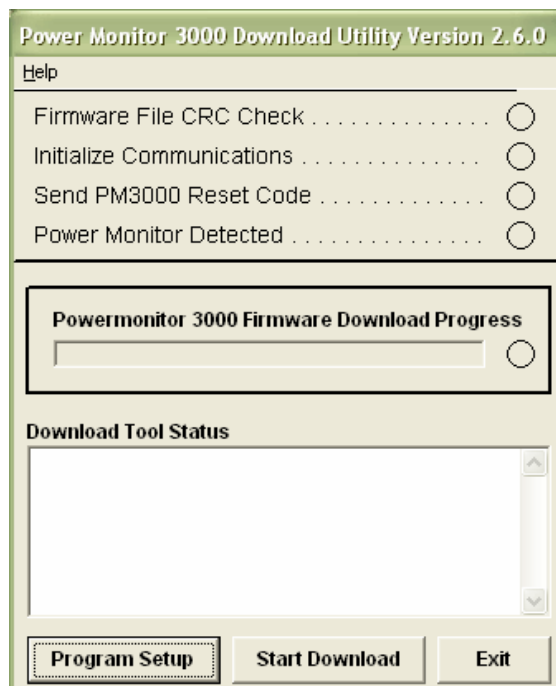 Power Monitor 3000 Download Utility Version 2.6.0
Help
Firmware File CRC Check . . . . . . . . . . . . . .
Initialize Communications . . . . . . . . . . . . . .
Send PM3000 Reset Code . . . . . . . . . . . . .
Power Monitor Detected . . . . . . . . . . . . . . .
Powermonitor 3000 Firmware Download Progress
Download Tool Status
Program Setup Start Download Exit